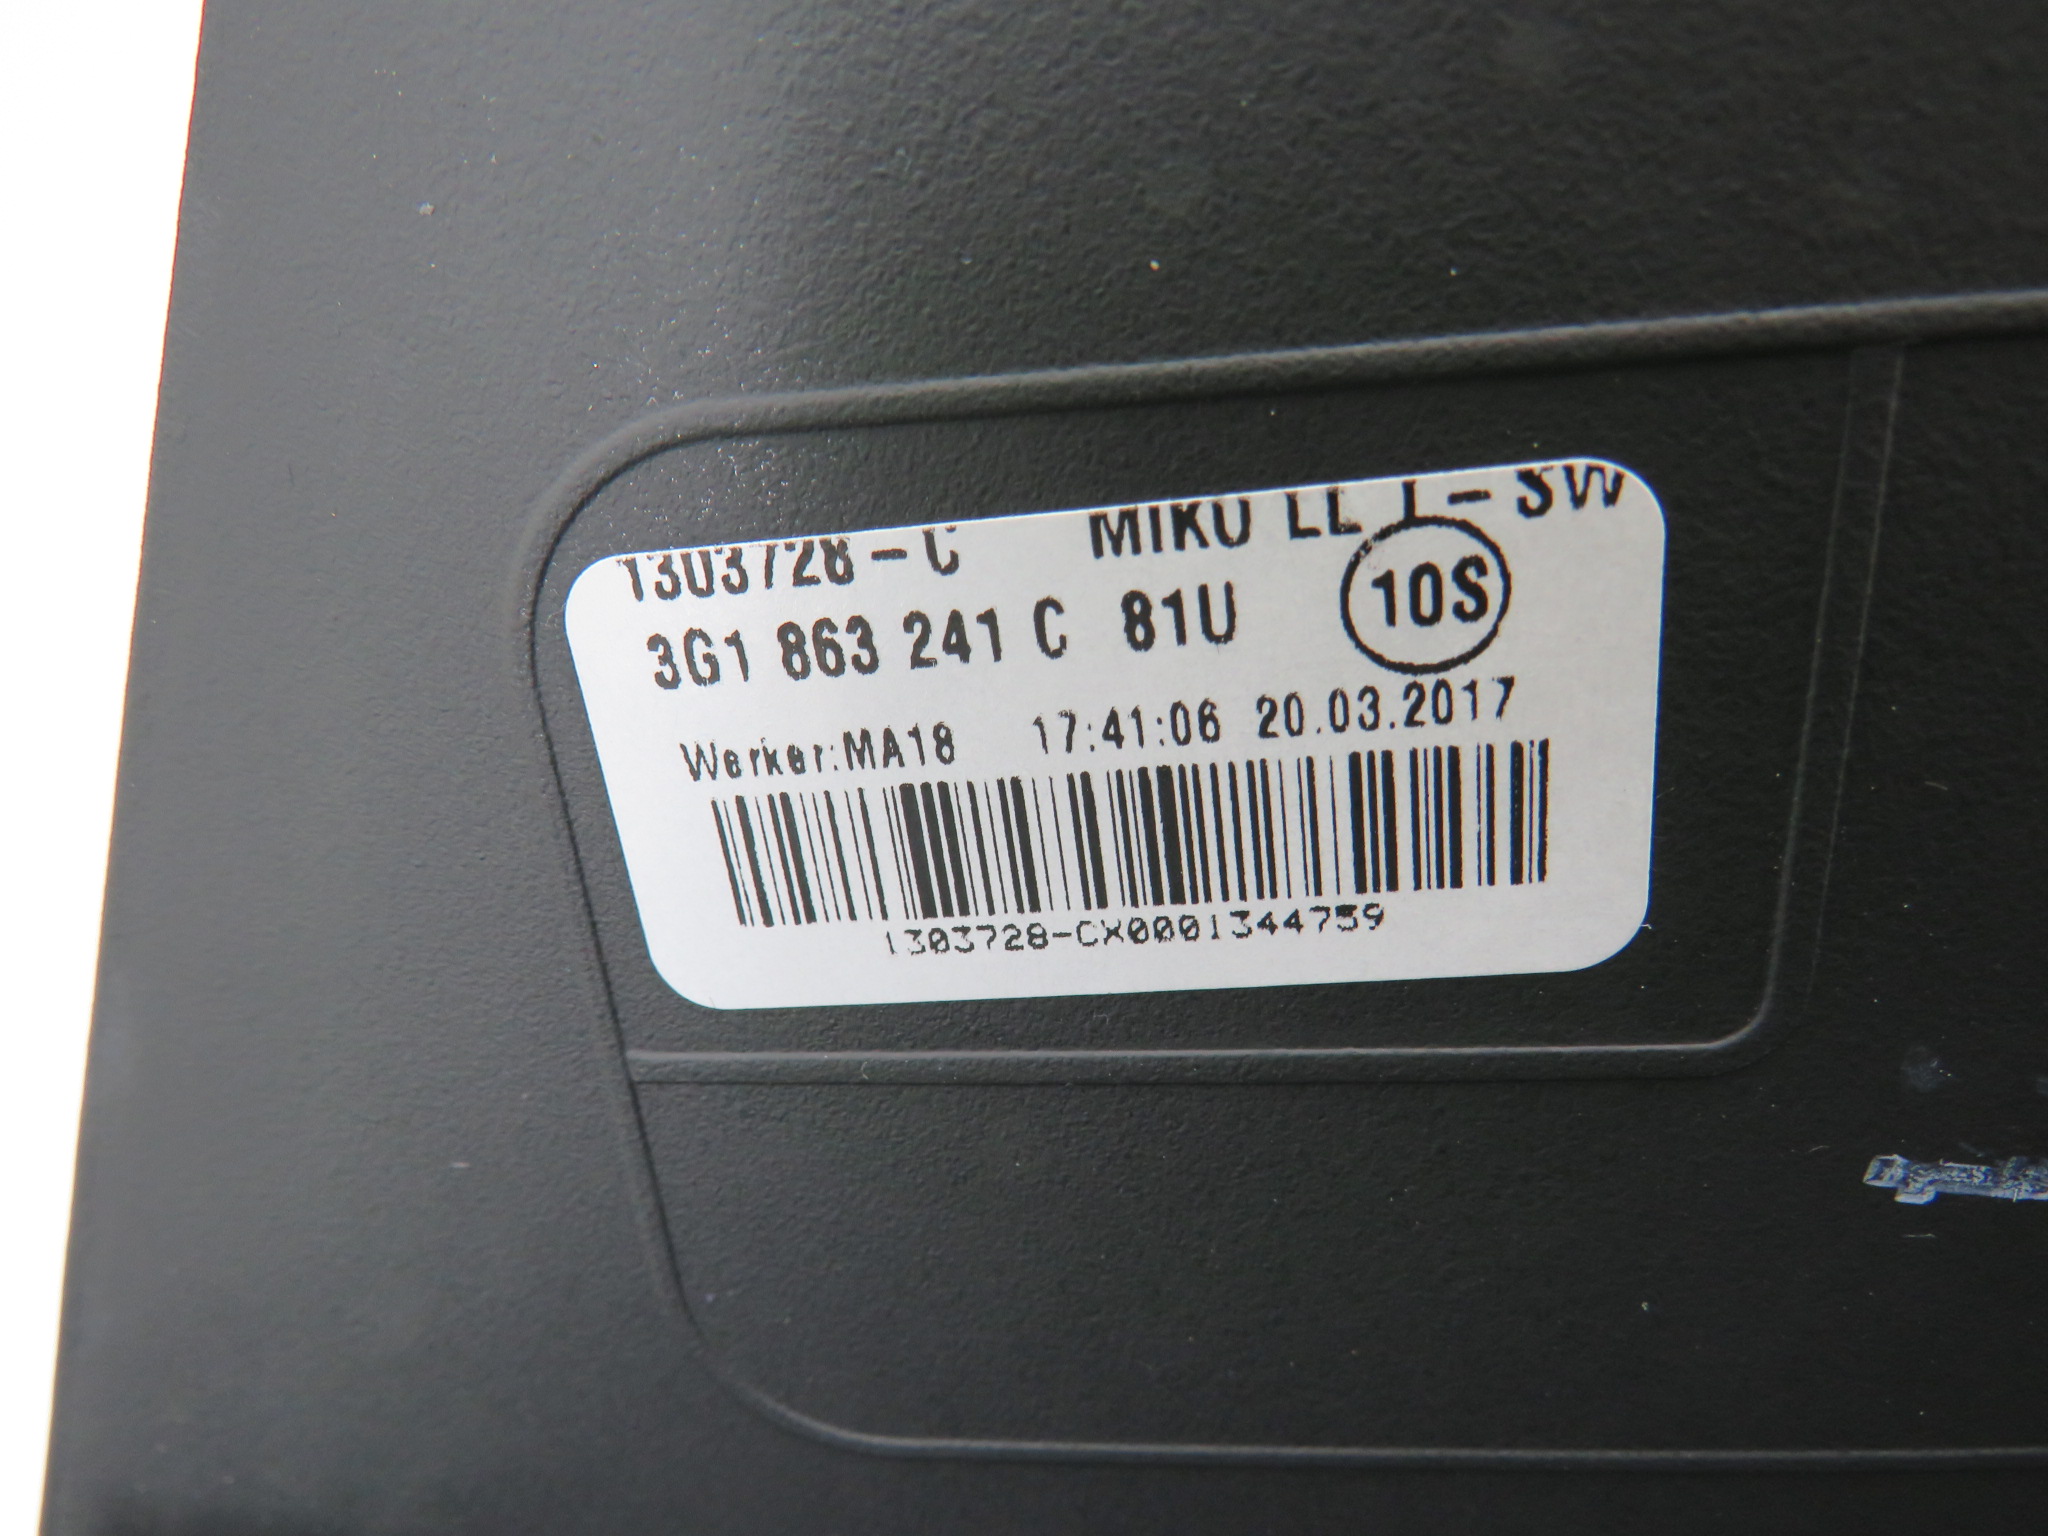 1303728-C MIKO LL I-SW
3G1 863 241 C 81U 10S
Werker:MA18 17:41:06 20.03.2017
1303728-CX0001344759